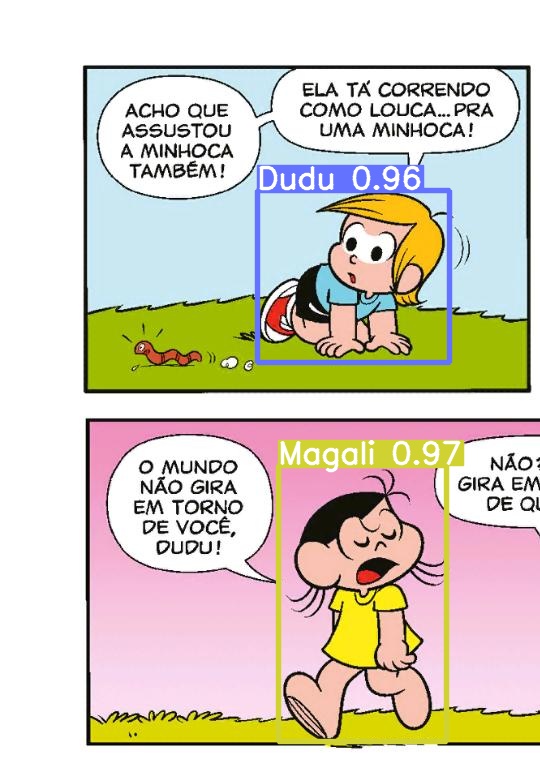 ACHO QUE
ASSUSTOU
A MINHOCA
TAMBÉM!
ELA TÁ CORRENDO
COMO LOUCA...PRA
UMA MINHOCA!
Dudu 0.96
Magali 0.97
O MUNDO
NÃO GIRA
EM TORNO
DE VOCÊ,
DUDU!
NÃO?
GIRA EM
DE